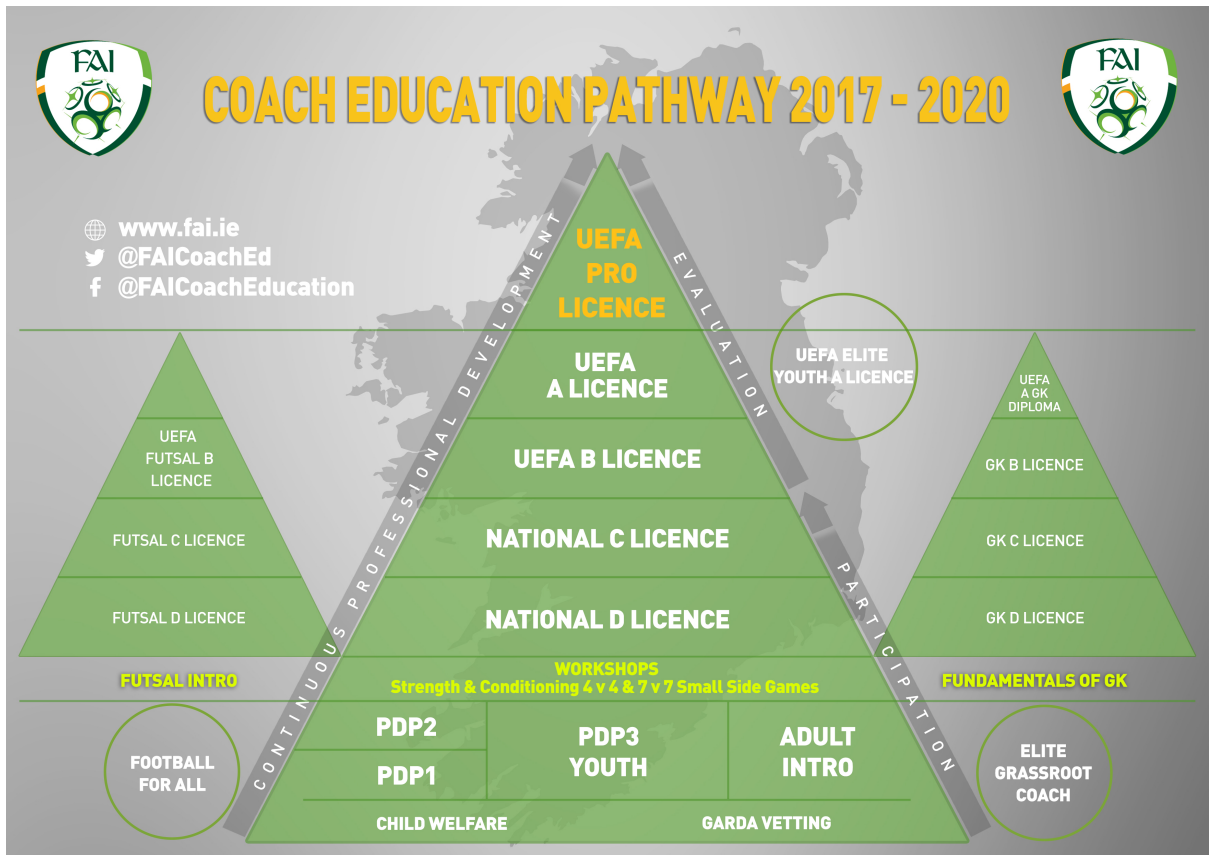 FAI
FAI
COACH EDUCATION PATHWAY 2017 - 2020
www.fai.ie
@FAICoachEd
@FAICoachEducation
CONTINUOUS PROFESSIONAL DEVELOPMENT
EVALUATION
PARTICIPATION
UEFA
PRO
LICENCE
UEFA
A LICENCE
UEFA B LICENCE
NATIONAL C LICENCE
NATIONAL D LICENCE
WORKSHOPS
Strength & Conditioning 4 v 4 & 7 v 7 Small Side Games
PDP2
PDP1
PDP3
YOUTH
ADULT
INTRO
CHILD WELFARE
GARDA VETTING
UEFA
FUTSAL B
LICENCE
FUTSAL C LICENCE
FUTSAL D LICENCE
FUTSAL INTRO
FOOTBALL
FOR ALL
UEFA ELITE
YOUTH A LICENCE
UEFA
A GK
DIPLOMA
GK B LICENCE
GK C LICENCE
GK D LICENCE
FUNDAMENTALS OF GK
ELITE
GRASSROOT
COACH